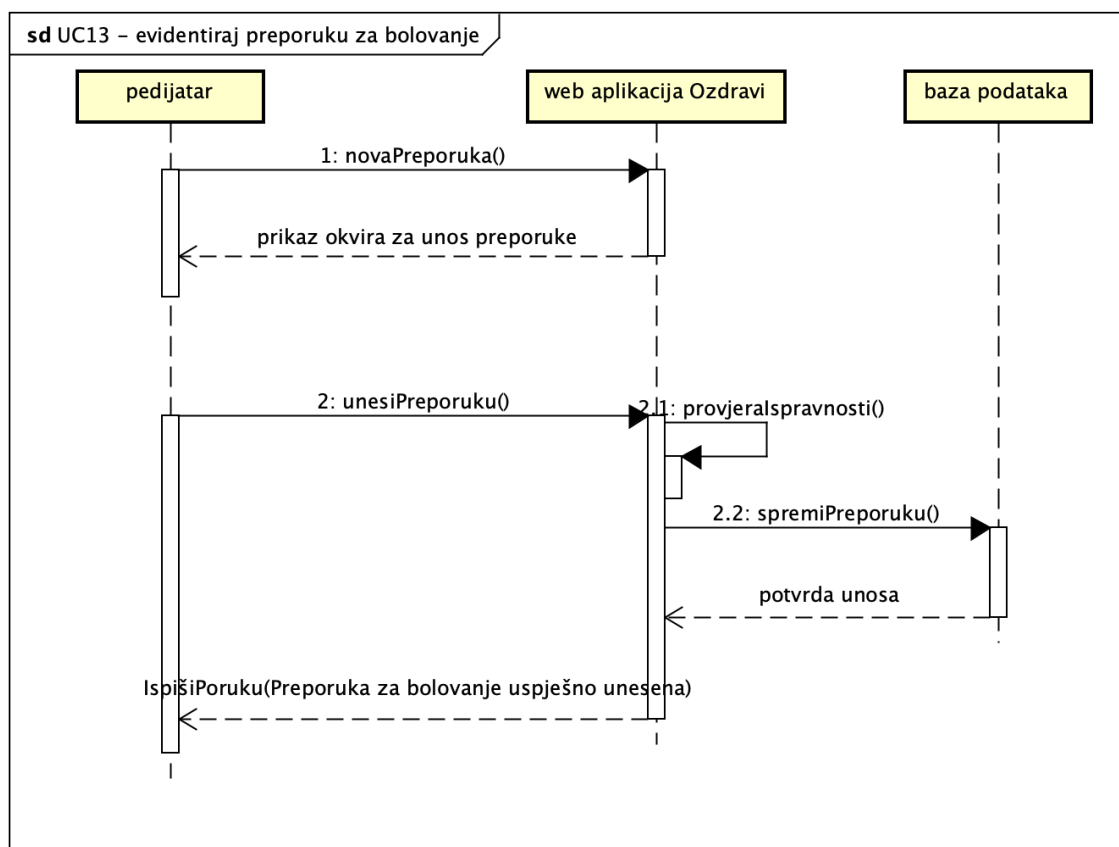 sd UC13 – evidentiraj preporuku za bolovanje
pedijatar
web aplikacija Ozdravi
baza podataka
1: novaPreporuka()
prikaz okvira za unos preporuke
2: unesiPreporuku()
2.1: provjeraIspravnosti()
2.2: spremiPreporuku()
potvrda unosa
IspišiPoruku(Preporuka za bolovanje uspješno unesena)